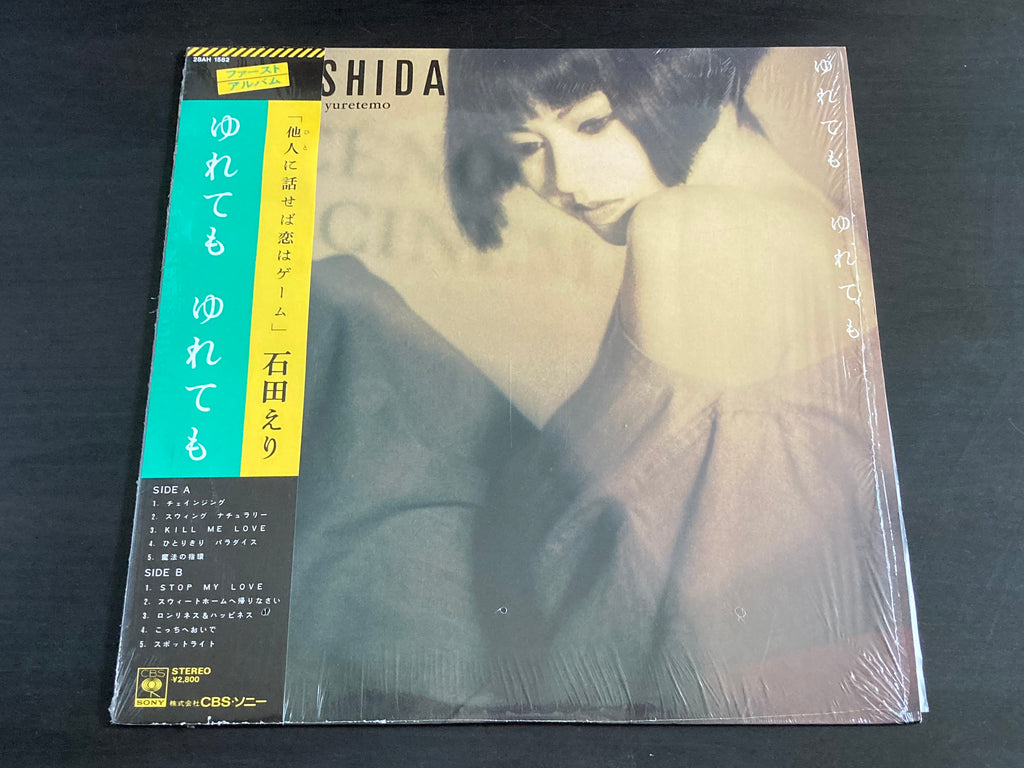 28AH 1582
ファースト
アルバム
ゆれても ゆれても
「他人に話せば恋はゲーム」
ひと
石田えり
SIDE A
1. チェインジング
2. スウィング ナチュラリー
3. KILL ME LOVE
4. ひとりきり パラダイス
5.魔法の指環
SIDE B
1. STOP MY LOVE
2. スウィートホームへ帰りなさい
3. ロンリネス&ハッピネス
4. こっちへおいで
5. スポットライト
CBS
SONY
STEREO
¥2,800
株式会社CBS・ソニー
SHIDA
yuretemo
ゆれても ゆれても